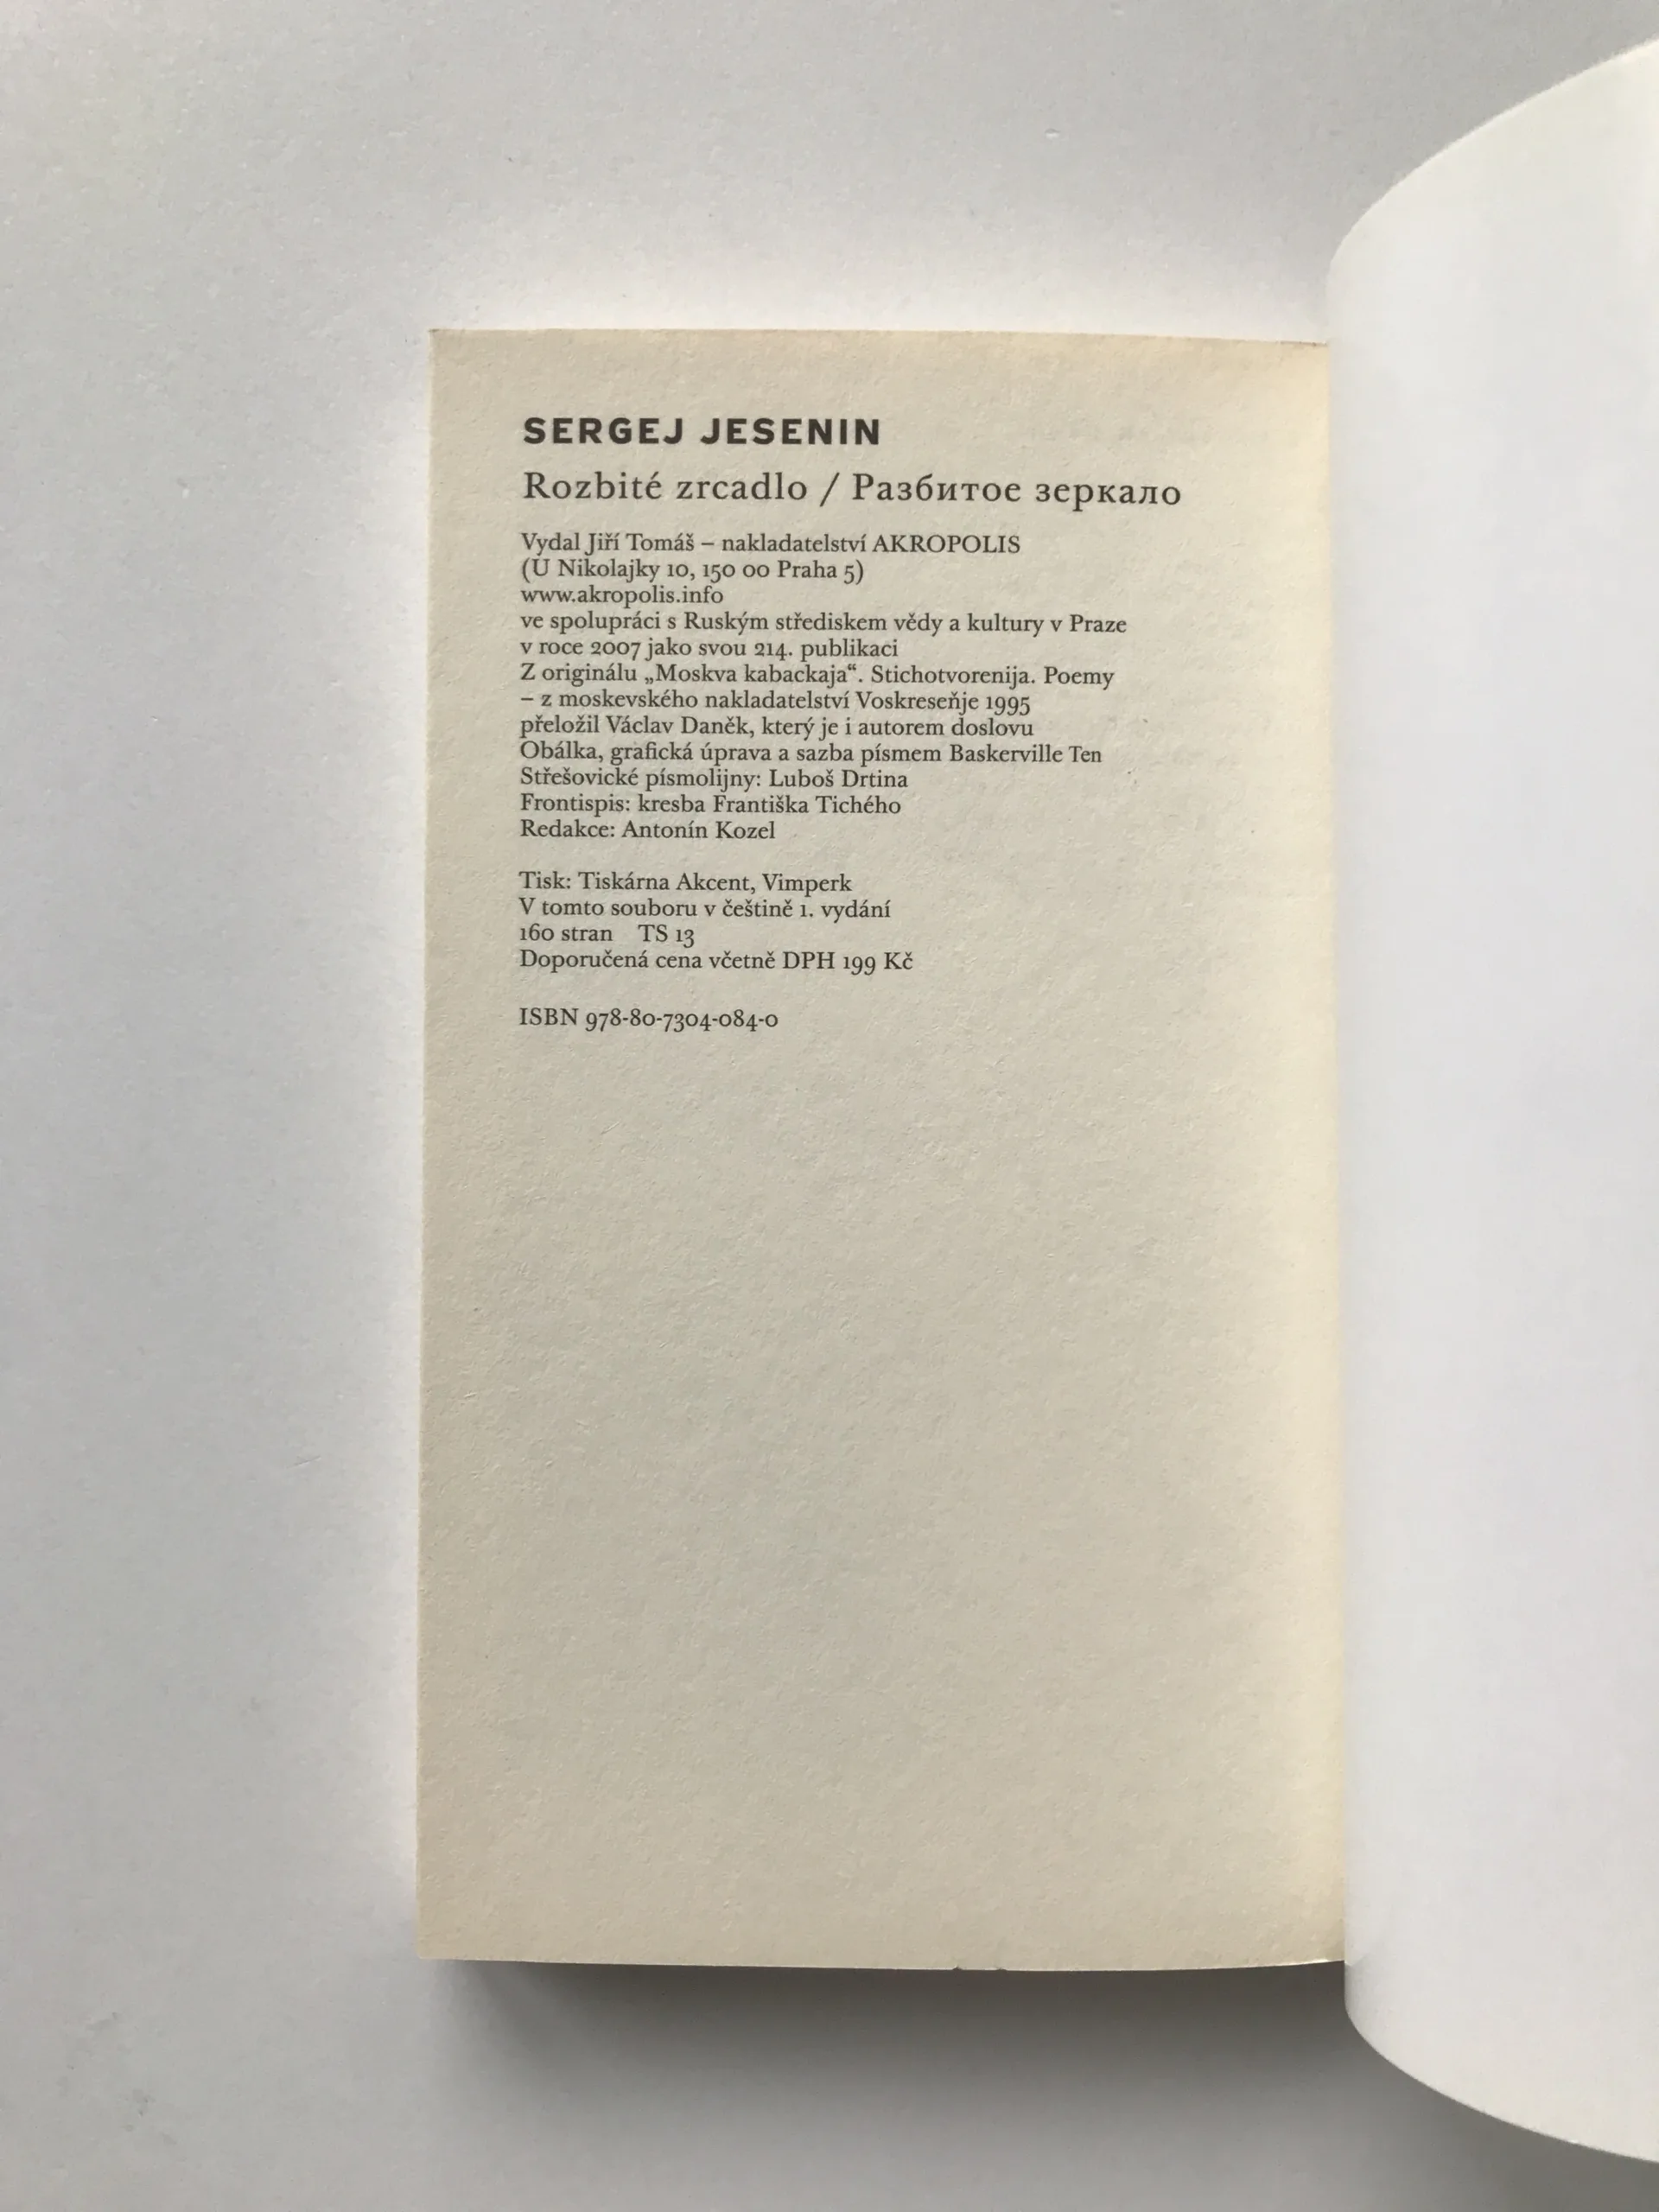 SERGEJ JESENIN
Rozbité zrcadlo / Разбитое зеркало
Vydal Jiří Tomáš – nakladatelství AKROPOLIS
(U Nikolajky 10, 150 00 Praha 5)
www.akropolis.info
ve spolupráci s Ruským střediskem vědy a kultury v Praze
v roce 2007 jako svou 214. publikaci
Z originálu „Moskva kabackaja“. Stichotvorenija. Poemy
– z moskevského nakladatelství Voskreseňje 1995
přeložil Václav Daněk, který je i autorem doslovu
Obálka, grafická úprava a sazba písmem Baskerville Ten
Střešovické písmolijny: Luboš Drtina
Frontispis: kresba Františka Tichého
Redakce: Antonín Kozel
Tisk: Tiskárna Akcent, Vimperk
V tomto souboru v češtině 1. vydání
160 stran TS 13
Doporučená cena včetně DPH 199 Kč
ISBN 978-80-7304-084-0